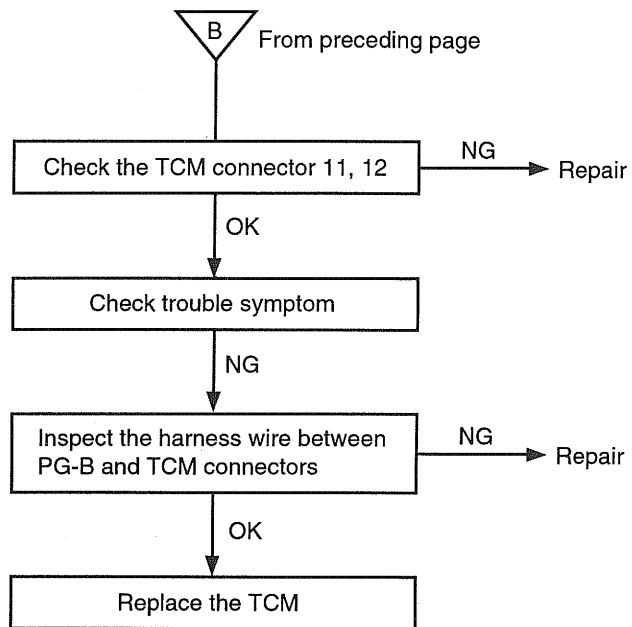 B
From preceding page
Check the TCM connector 11, 12
NG
Repair
OK
Check trouble symptom
NG
Inspect the harness wire between
PG-B and TCM connectors
NG
Repair
OK
Replace the TCM